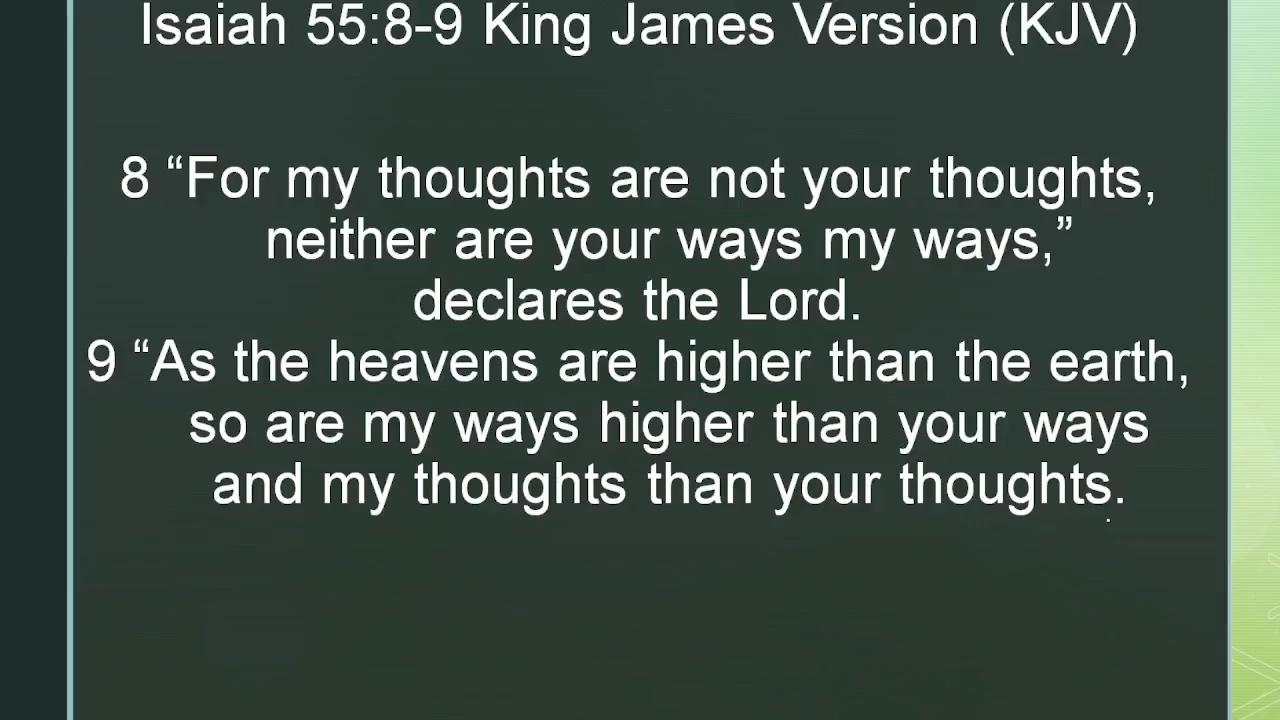 Isaiah 55:8-9 King James Version (KJV)
8 “For my thoughts are not your thoughts,
neither are your ways my ways,”
declares the Lord.
9 “As the heavens are higher than the earth,
so are my ways higher than your ways
and my thoughts than your thoughts.
.